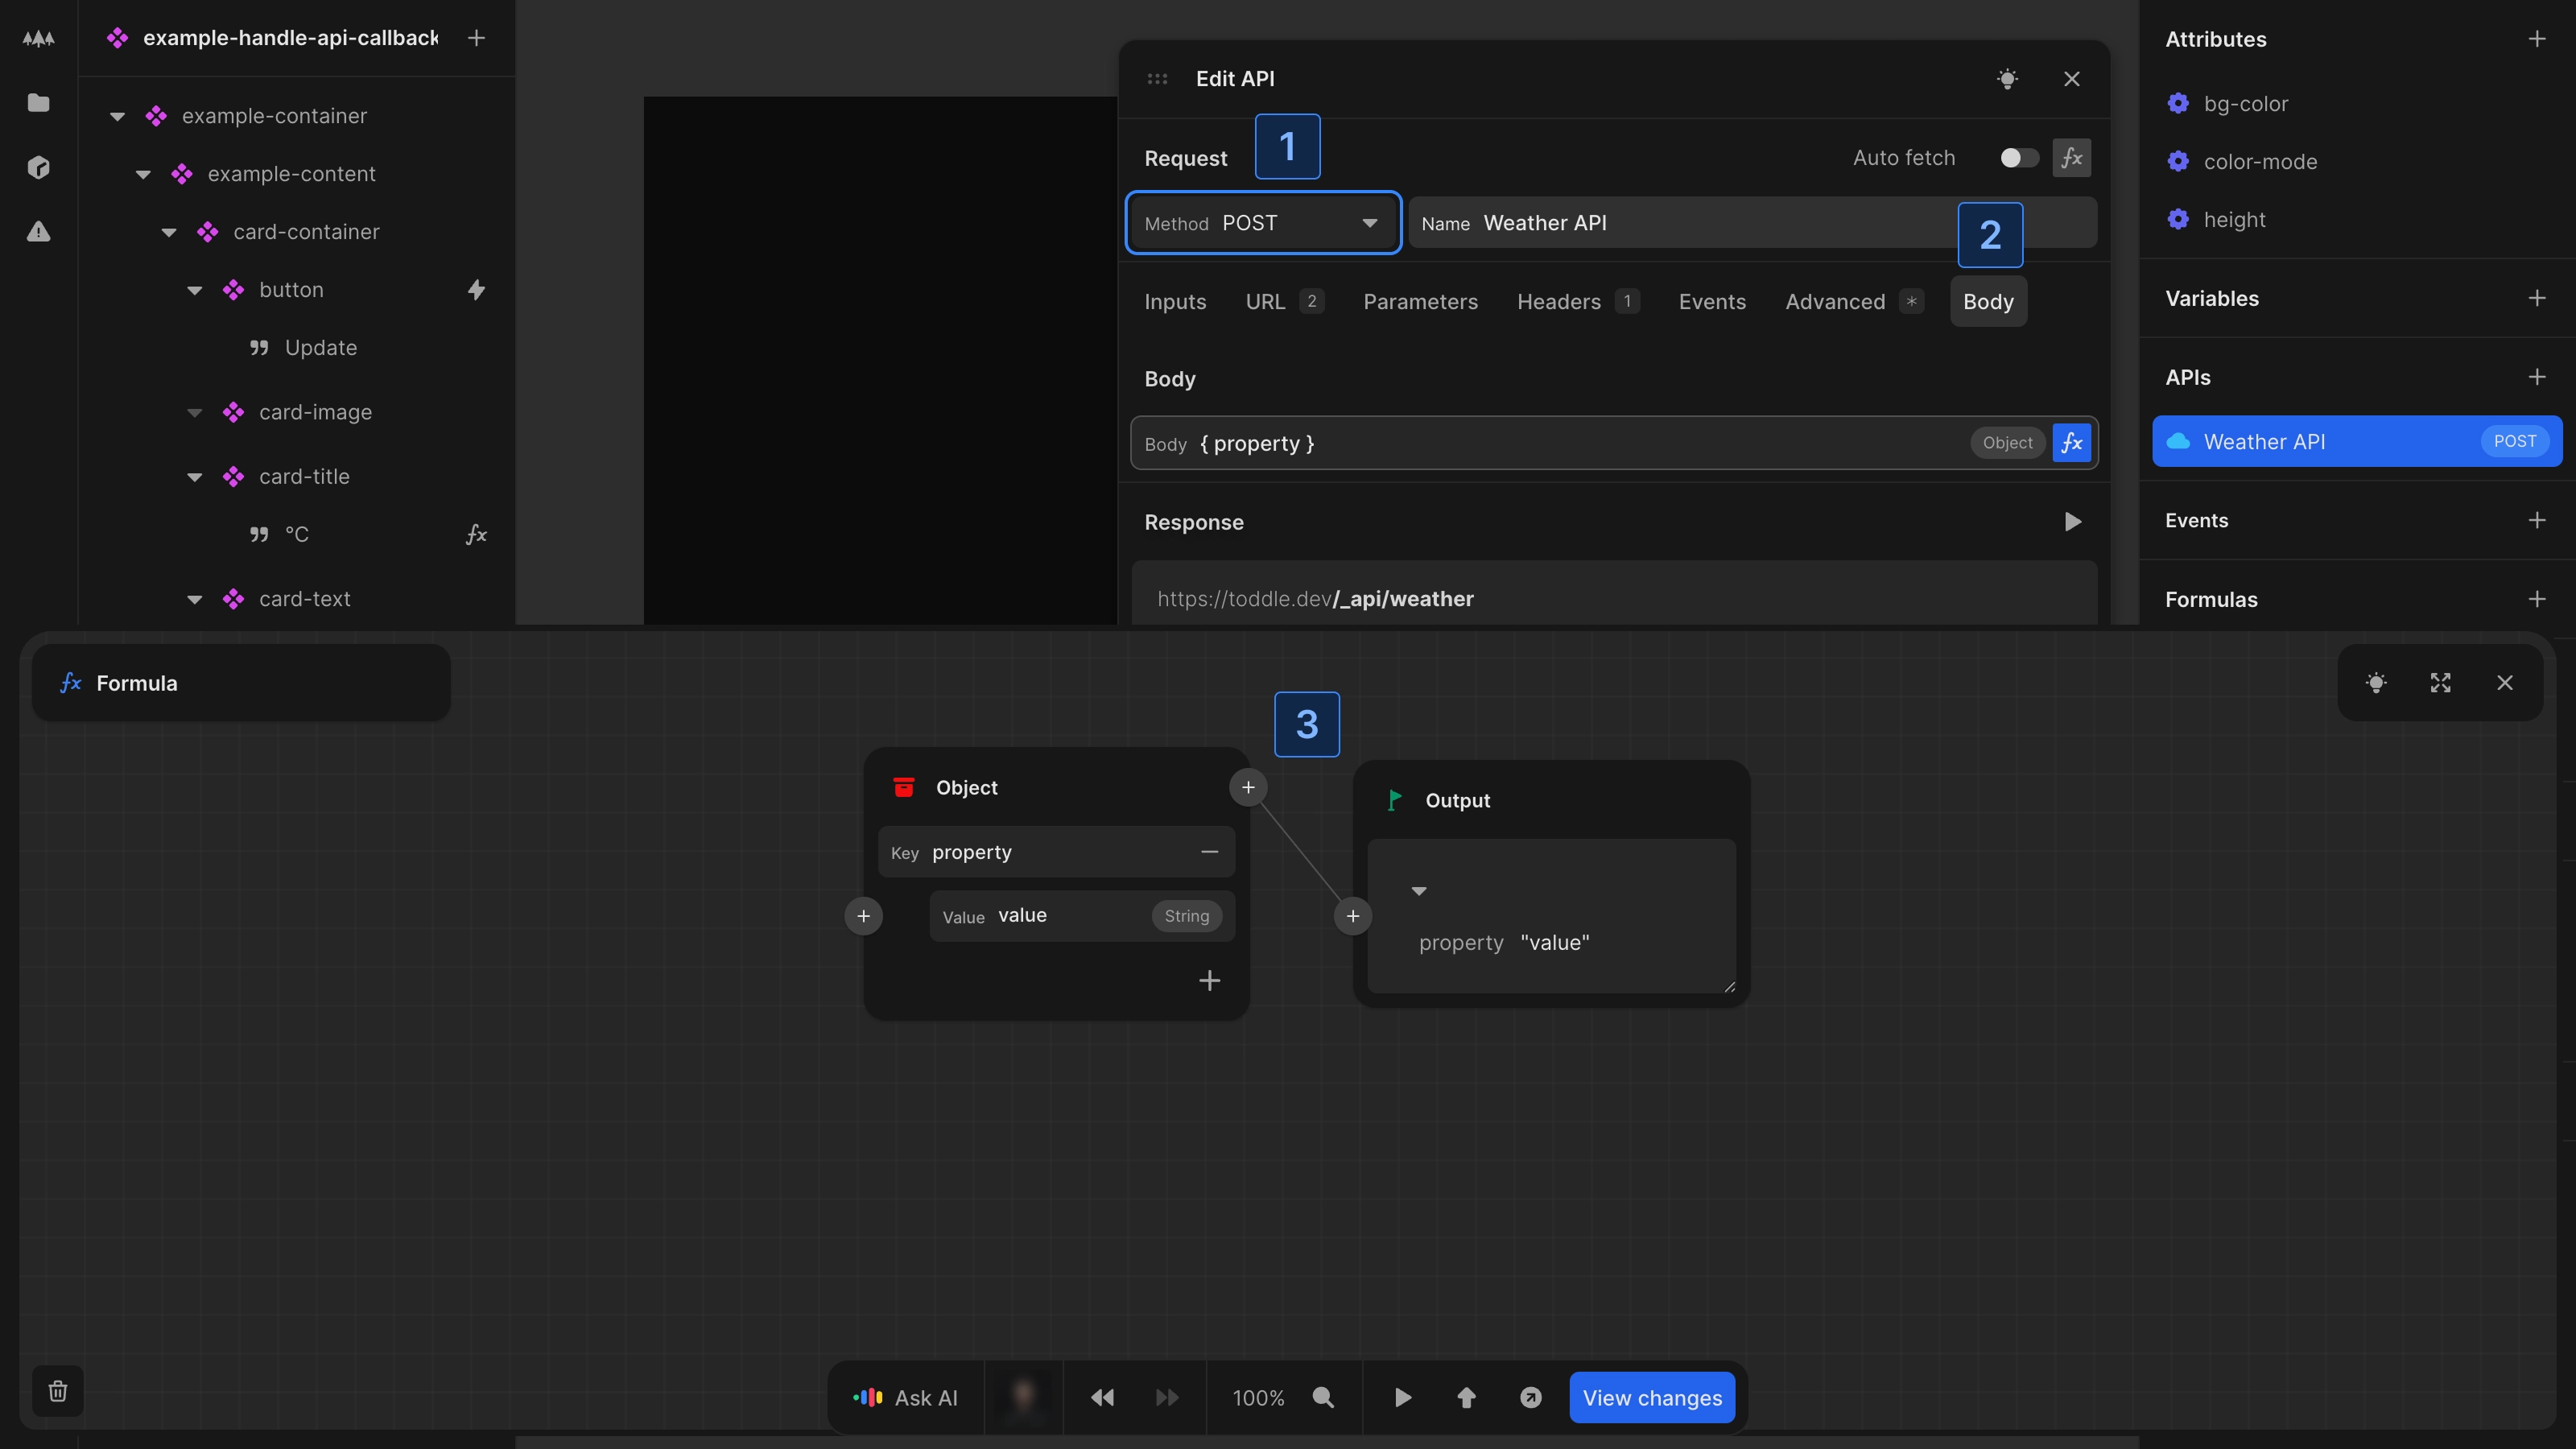 example-handle-api-callback
example-container
example-content
card-container
button
Update
card-image
card-title
°C
fx
card-text
Edit API
1
Request
Auto fetch
fx
Method POST
Name Weather API
2
Inputs
URL 2
Parameters
Headers 1
Events
Advanced *
Body
Body
Body { property }
Object
fx
Response
https://toddle.dev/_api/weather
Attributes
bg-color
color-mode
height
Variables
APIs
Weather API
POST
Events
Formulas
fx Formula
3
Object
Key property
Value value
String
Output
property "value"
Ask AI
100%
View changes